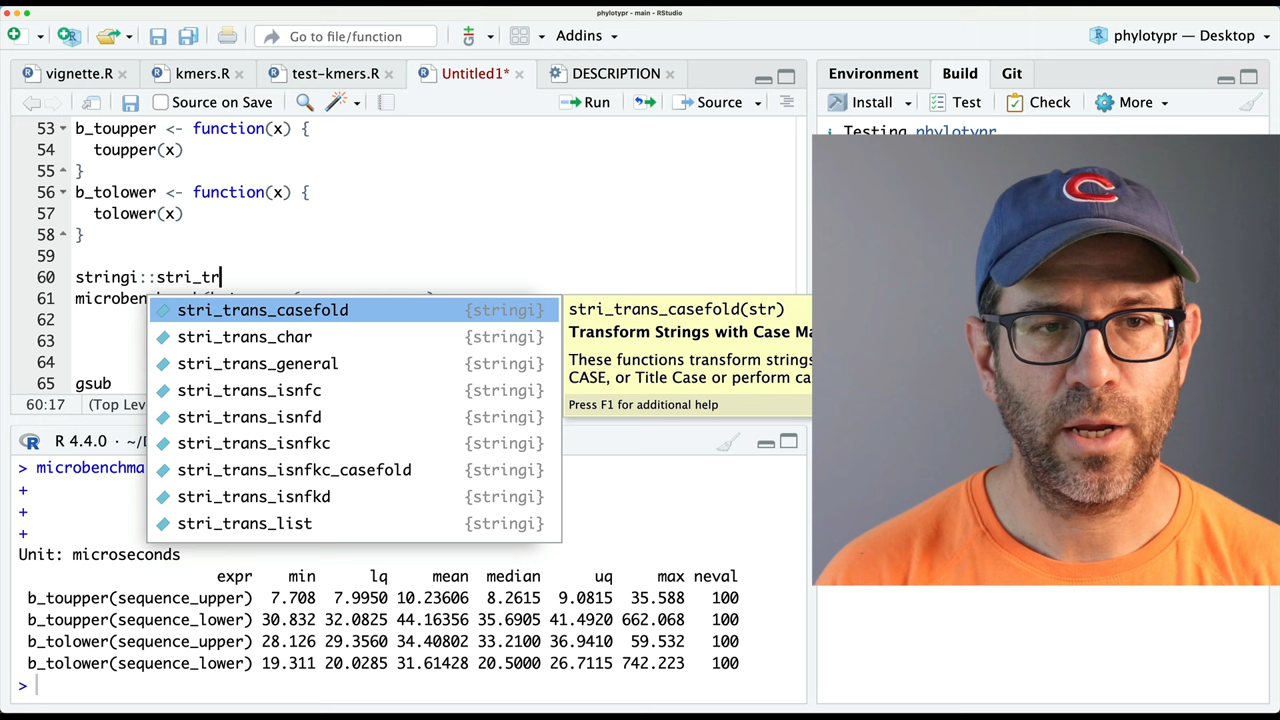 phylotypr - main - RStudio
Go to file/function
Addins
phylotypr — Desktop
vignette.R
kmers.R
test-kmers.R
Untitled1*
DESCRIPTION
Environment
Build
Git
Source on Save
Run
Source
Install
Test
Check
More
Testing phylotypr
53 b_toupper <- function(x) {
54 toupper(x)
55 }
56 b_tolower <- function(x) {
57 tolower(x)
58 }
59
60 stringi::stri_tr
61
62
63
64
65 gsub
stri_trans_casefold {stringi}
stri_trans_char {stringi}
stri_trans_general {stringi}
stri_trans_isnfc {stringi}
stri_trans_isnfd {stringi}
stri_trans_isnfkc {stringi}
stri_trans_isnfkc_casefold {stringi}
stri_trans_isnfkd {stringi}
stri_trans_list {stringi}
stri_trans_casefold(str)
Transform Strings with Case Ma
These functions transform strings
CASE, or Title Case or perform ca
Press F1 for additional help
60:17 (Top Lev
R 4.4.0 · ~/D
> microbenchma
+
+
+
Unit: microseconds
expr min lq mean median uq max neval
b_toupper(sequence_upper) 7.708 7.9950 10.23606 8.2615 9.0815 35.588 100
b_toupper(sequence_lower) 30.832 32.0825 44.16356 35.6905 41.4920 662.068 100
b_tolower(sequence_upper) 28.126 29.3560 34.40802 33.2100 36.9410 59.532 100
b_tolower(sequence_lower) 19.311 20.0285 31.61428 20.5000 26.7115 742.223 100
>